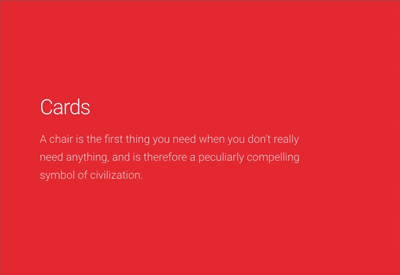 Cards
A chair is the first thing you need when you don't really
need anything, and is therefore a peculiarly compelling
symbol of civilization.